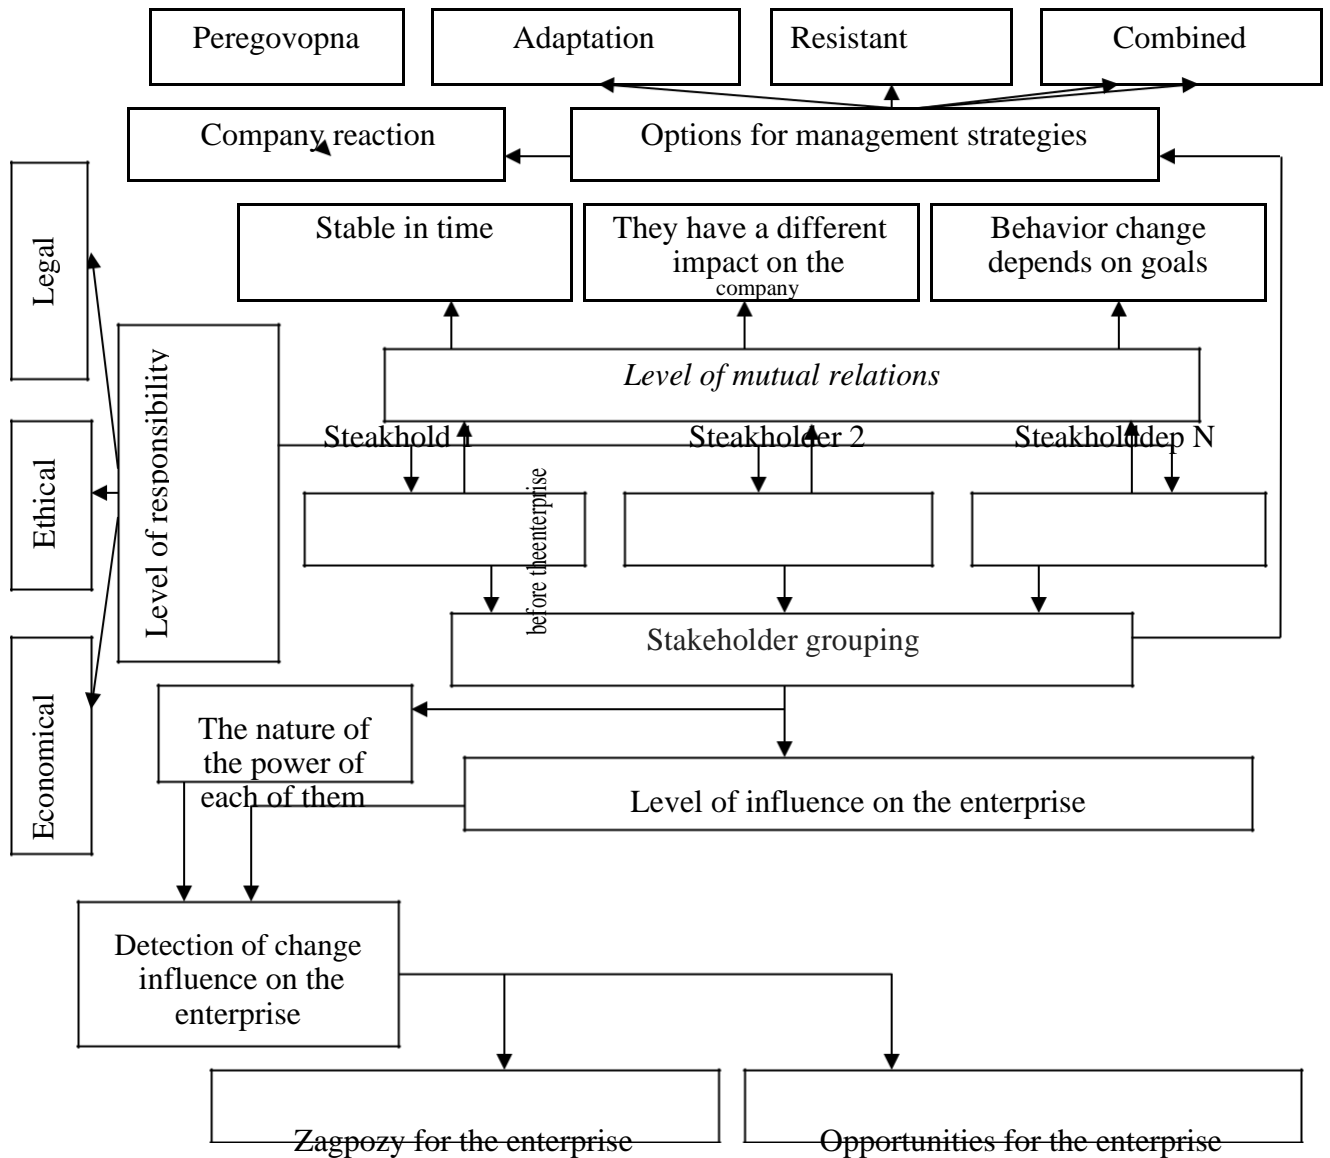 Peregovopna
Adaptation
Resistant
Combined
Company reaction
Options for management strategies
Stable in time
They have a different
impact on the
company
Behavior change
depends on goals
Legal
Level of responsibility
Level of mutual relations
Steakhold 1
Steakholder 2
Steakholddep N
Ethical
before theenterprise
Stakeholder grouping
Economical
The nature of
the power of
each of them
Level of influence on the enterprise
Detection of change
influence on the
enterprise
Zagpozy for the enterprise
Opportunities for the enterprise